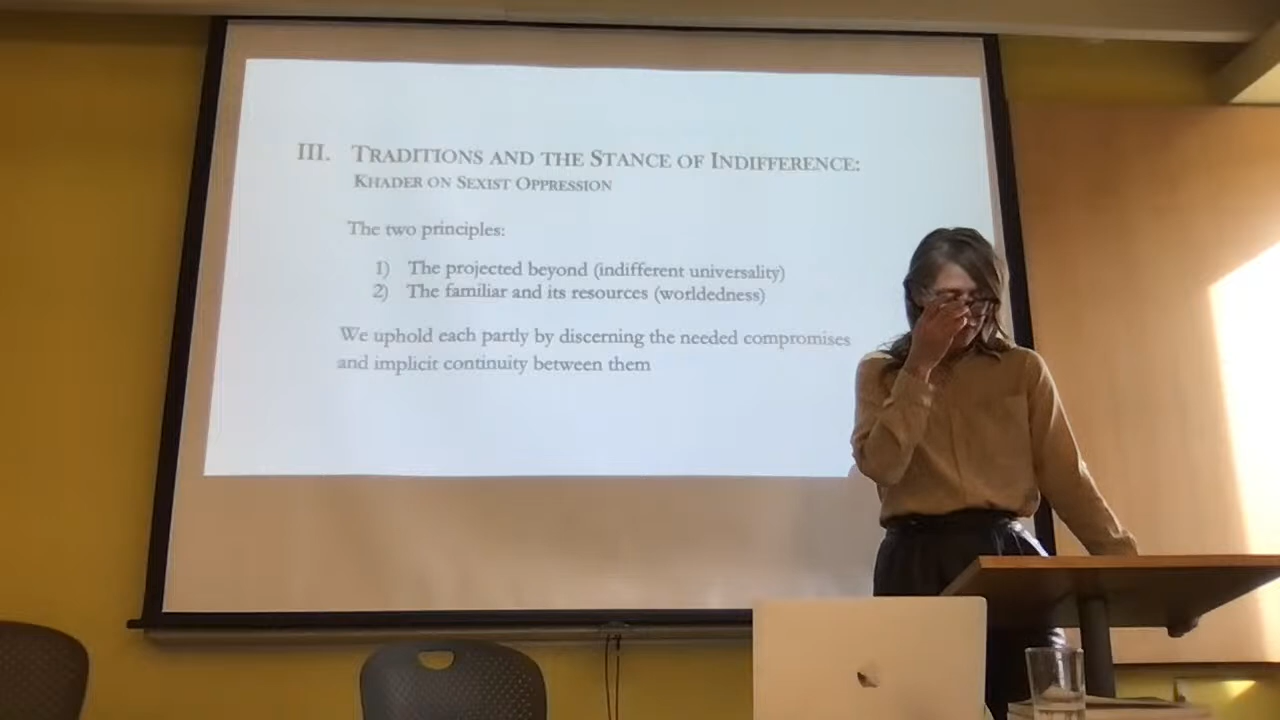 III. TRADITIONS AND THE STANCE OF INDIFFERENCE:
KHADER ON SEXIST OPPRESSION
The two principles:
1) The projected beyond (indifferent universality)
2) The familiar and its resources (worldedness)
We uphold each partly by discerning the needed compromises
and implicit continuity between them